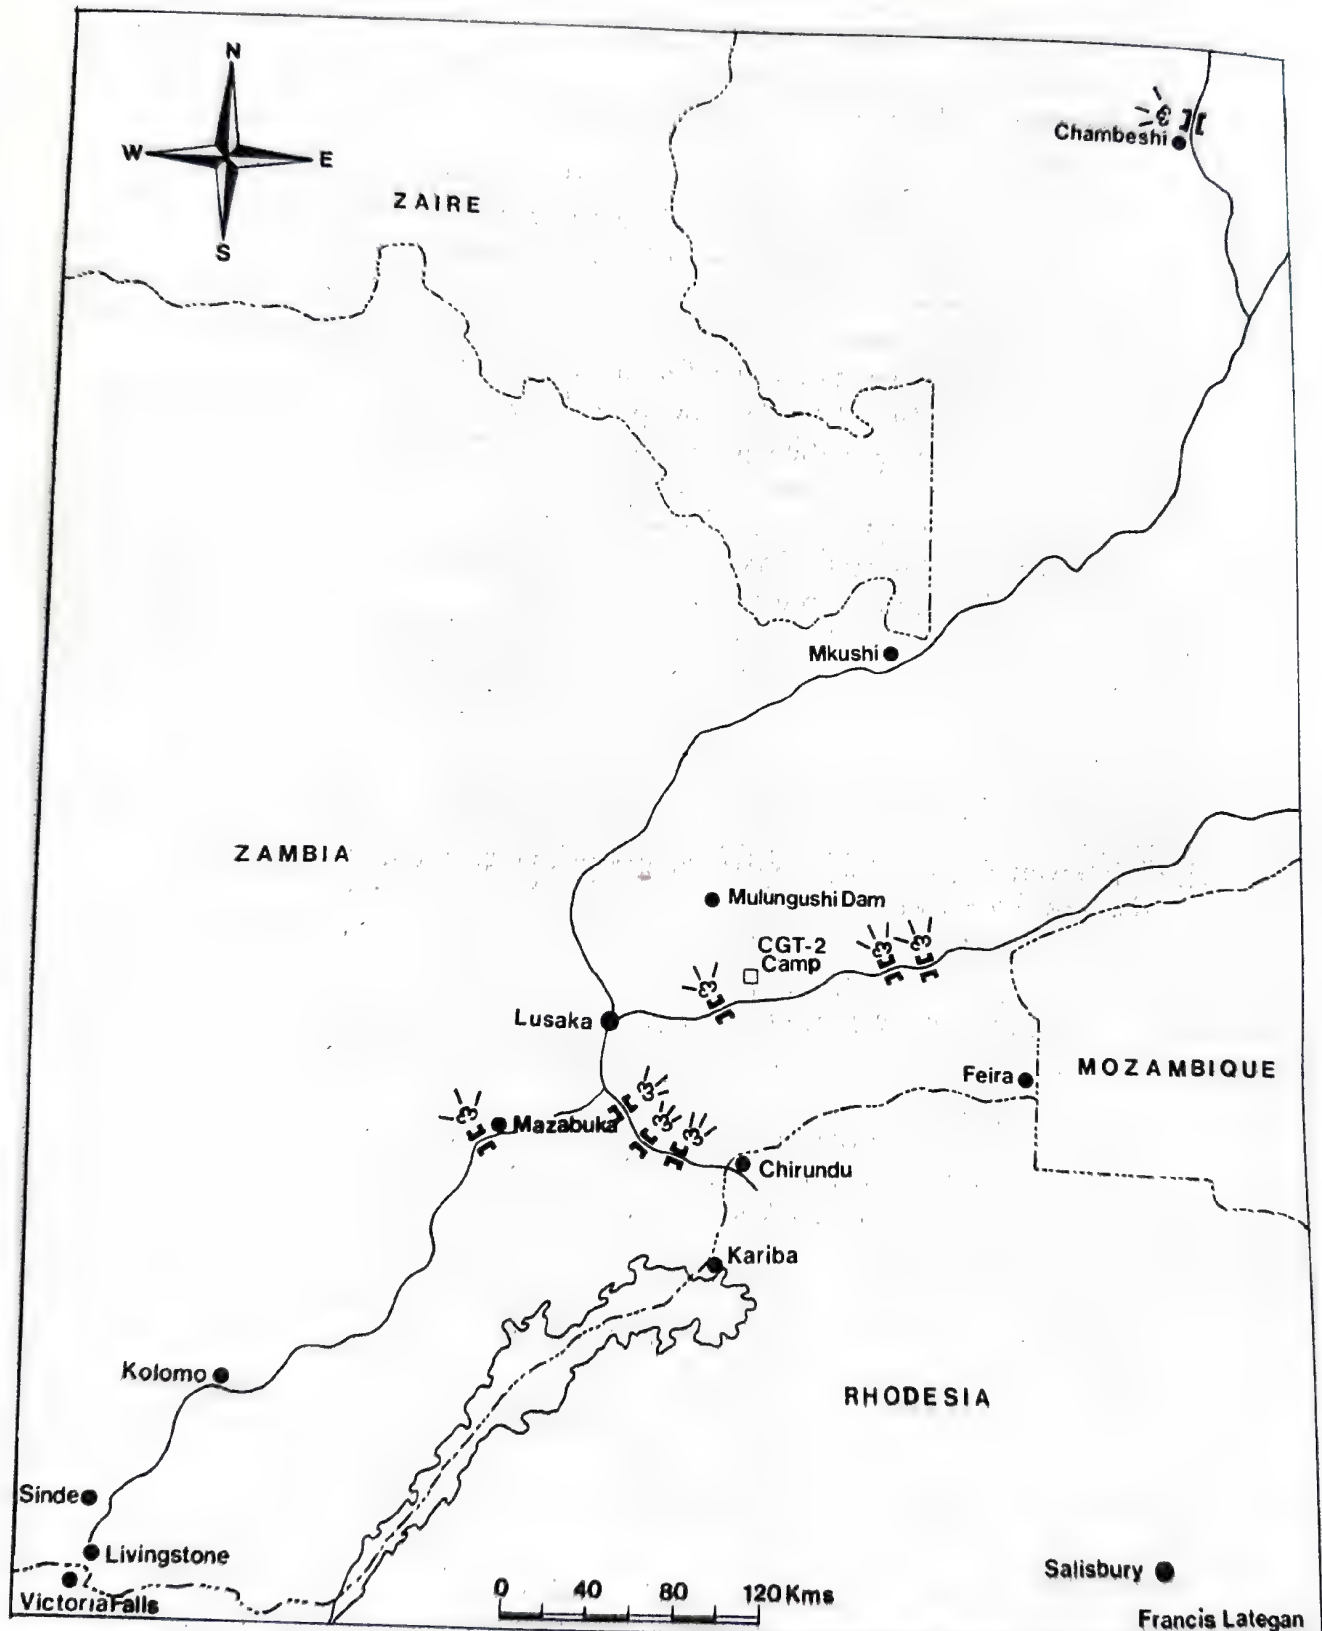 N
W
E
S
ZAIRE
Chambeshi
Mkushi
ZAMBIA
Mulungushi Dam
CGT-2
Camp
Lusaka
Feira
MOZAMBIQUE
Mazabuka
Chirundu
Kariba
Kolomo
RHODESIA
Sinde
Livingstone
Victoria Falls
Salisbury
0 40 80 120 Kms
Francis Lategan